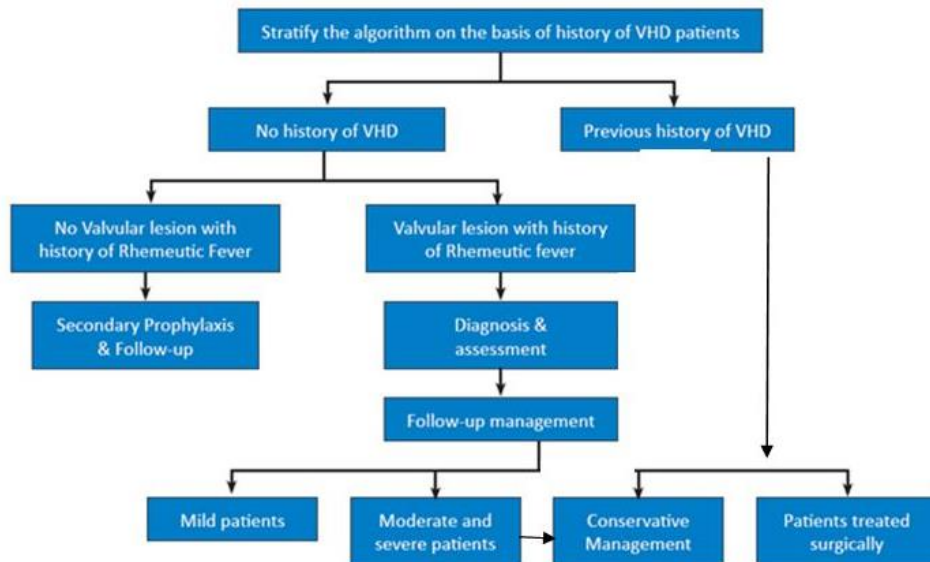 Stratify the algorithm on the basis of history of VHD patients
No history of VHD
Previous history of VHD
No Valvular lesion with
history of Rhemeutic Fever
Valvular lesion with history
of Rhemeutic fever
Secondary Prophylaxis
& Follow-up
Diagnosis &
assessment
Follow-up management
Mild patients
Moderate and
severe patients
Conservative
Management
Patients treated
surgically